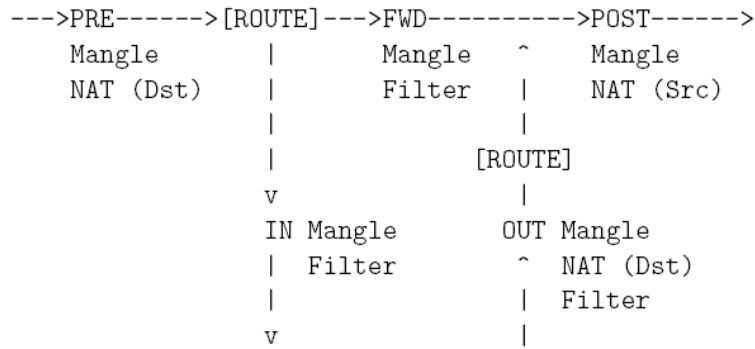 --->PRE------>[ROUTE]--->FWD---------->POST------>
    Mangle       |       Mangle   ^    Mangle
    NAT (Dst)    |       Filter   |    NAT (Src)
                 |                |
                 |             [ROUTE]
                 v                |
                 IN Mangle       OUT Mangle
                 |  Filter        ^  NAT (Dst)
                 |                |  Filter
                 v                |